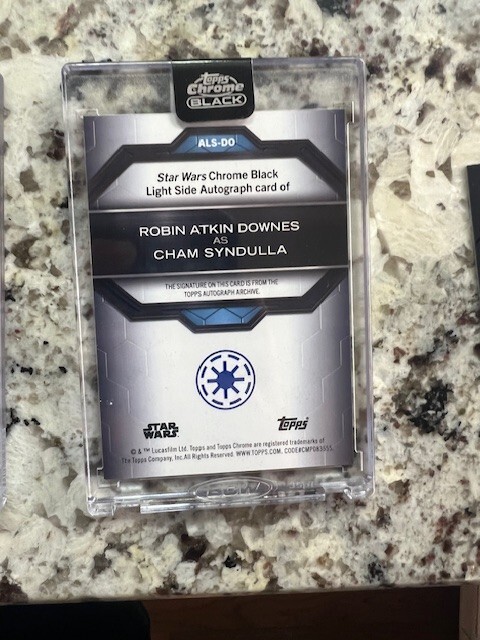 Topps
Chrome
BLACK
ALS-DO
Star Wars Chrome Black
Light Side Autograph card of
ROBIN ATKIN DOWNES
AS
CHAM SYNDULLA
THE SIGNATURE ON THIS CARD IS FROM THE
TOPPS AUTOGRAPH ARCHIVE.
STAR
WARS
Topps
© & ™ Lucasfilm Ltd. Topps and Topps Chrome are registered trademarks of
The Topps Company, Inc. All Rights Reserved. WWW.TOPPS.COM. CODE#CMP083555.